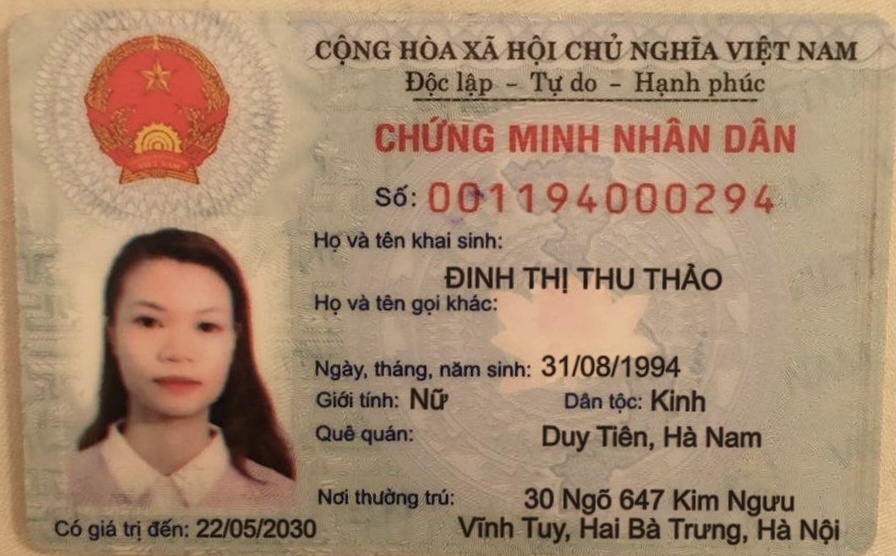 CỘNG HÒA XÃ HỘI CHỦ NGHĨA VIỆT NAM
Độc lập - Tự do - Hạnh phúc
CHỨNG MINH NHÂN DÂN
Số: 001194000294
Họ và tên khai sinh:
ĐINH THỊ THU THẢO
Họ và tên gọi khác:
Ngày, tháng, năm sinh: 31/08/1994
Giới tính: Nữ Dân tộc: Kinh
Quê quán: Duy Tiên, Hà Nam
Nơi thường trú: 30 Ngõ 647 Kim Ngưu
Vĩnh Tuy, Hai Bà Trưng, Hà Nội
Có giá trị đến: 22/05/2030